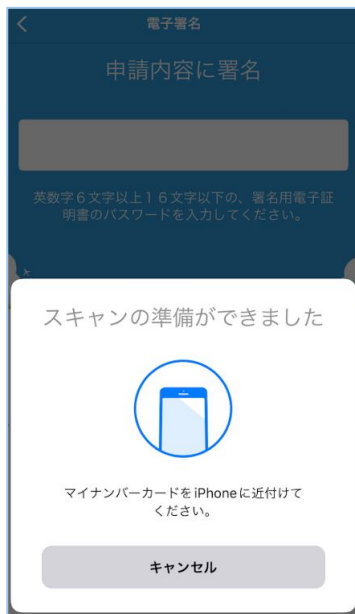 電子署名
申請内容に署名
英数字6文字以上16文字以下の、署名用電子証
明書のパスワードを入力してください。
スキャンの準備ができました
マイナンバーカードをiPhoneに近付けて
ください。
キャンセル